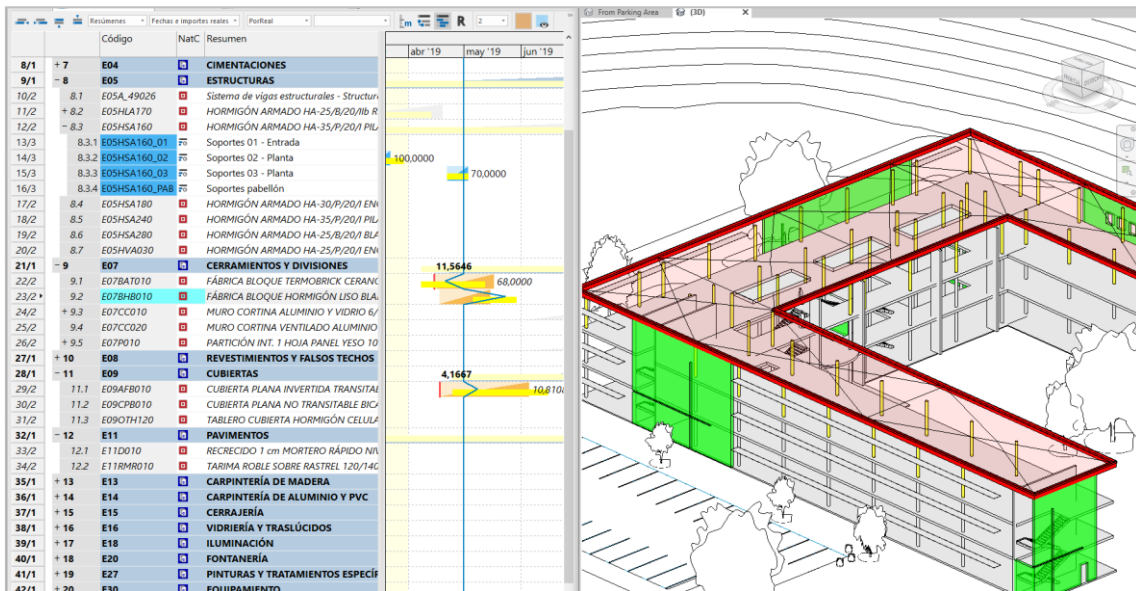 Resúmenes Fechas e importes reales PorReal R 2
From Parking Area (3D) X
Código NatC Resumen
abr '19 may '19 jun '19
8/1 + 7 E04 CIMENTACIONES
9/1 − 8 E05 ESTRUCTURAS
10/2 8.1 E05A_49026 Sistema de vigas estructurales - Structur
11/2 + 8.2 E05HLA170 HORMIGÓN ARMADO HA-25/B/20/IIb R
12/2 − 8.3 E05HSA160 HORMIGÓN ARMADO HA-35/P/20/I PIL
13/3 8.3.1 E05HSA160_01 Soportes 01 - Entrada
14/3 8.3.2 E05HSA160_02 Soportes 02 - Planta 100,0000
15/3 8.3.3 E05HSA160_03 Soportes 03 - Planta 70,0000
16/3 8.3.4 E05HSA160_PAB Soportes pabellón
17/2 8.4 E05HSA180 HORMIGÓN ARMADO HA-30/P/20/I EN
18/2 8.5 E05HSA240 HORMIGÓN ARMADO HA-35/P/20/I PIL
19/2 8.6 E05HSA280 HORMIGÓN ARMADO HA-25/B/20/I BLA
20/2 8.7 E05HVA030 HORMIGÓN ARMADO HA-25/P/20/I EN
21/1 − 9 E07 CERRAMIENTOS Y DIVISIONES 11,5646
22/2 9.1 E07BAT010 FÁBRICA BLOQUE TERMOBRICK CERÁN 68,0000
23/2 9.2 E07BHB010 FÁBRICA BLOQUE HORMIGÓN LISO BLA
24/2 + 9.3 E07CC010 MURO CORTINA ALUMINIO Y VIDRIO 6/
25/2 9.4 E07CC020 MURO CORTINA VENTILADO ALUMINIO
26/2 + 9.5 E07P010 PARTICIÓN INT. 1 HOJA PANEL YESO 10
27/1 + 10 E08 REVESTIMIENTOS Y FALSOS TECHOS
28/1 − 11 E09 CUBIERTAS 4,1667
29/2 11.1 E09AFB010 CUBIERTA PLANA INVERTIDA TRANSITA 10,810
30/2 11.2 E09CPB010 CUBIERTA PLANA NO TRANSITABLE BIC
31/2 11.3 E09OTH120 TABLERO CUBIERTA HORMIGÓN CELUL
32/1 − 12 E11 PAVIMENTOS
33/2 12.1 E11D010 RECRECIDO 1 cm MORTERO RÁPIDO NIV
34/2 12.2 E11RMR010 TARIMA ROBLE SOBRE RASTREL 120/140
35/1 + 13 E13 CARPINTERÍA DE MADERA
36/1 + 14 E14 CARPINTERÍA DE ALUMINIO Y PVC
37/1 + 15 E15 CERRAJERÍA
38/1 + 16 E16 VIDRIERÍA Y TRASLÚCIDOS
39/1 + 17 E18 ILUMINACIÓN
40/1 + 18 E20 FONTANERÍA
41/1 + 19 E27 PINTURAS Y TRATAMIENTOS ESPECÍF
42/1 + 20 E30 EQUIPAMIENTO